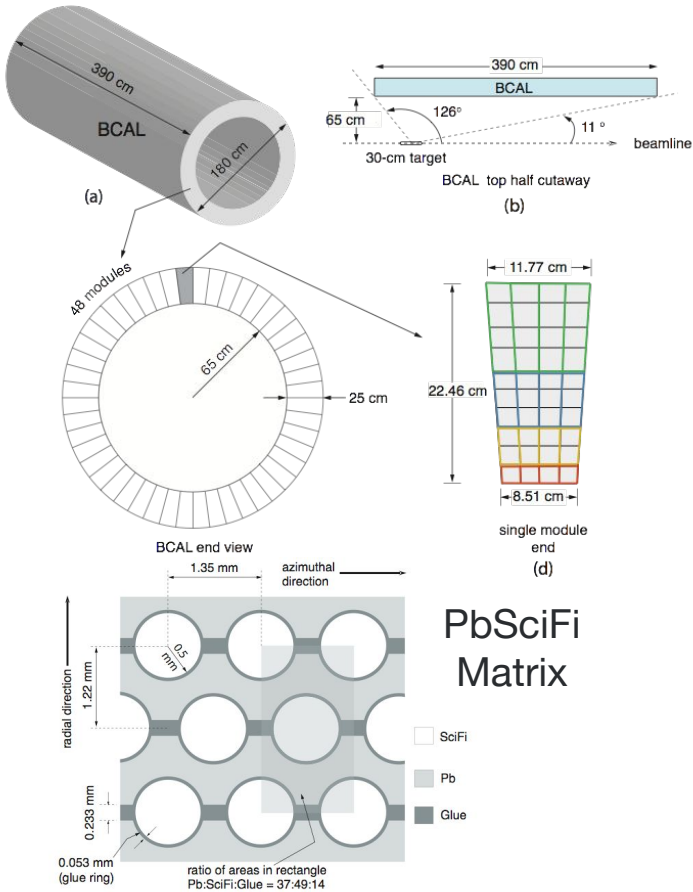 390 cm
BCAL
180 cm
(a)
390 cm
BCAL
65 cm
126°
11 °
beamline
30-cm target
BCAL top half cutaway
(b)
48 modules
65 cm
25 cm
BCAL end view
11.77 cm
22.46 cm
8.51 cm
single module
end
(d)
1.35 mm
azimuthal
direction
radial direction
1.22 mm
0.5
mm
0.233 mm
0.053 mm
(glue ring)
ratio of areas in rectangle
Pb:SciFi:Glue = 37:49:14
PbSciFi
Matrix
SciFi
Pb
Glue